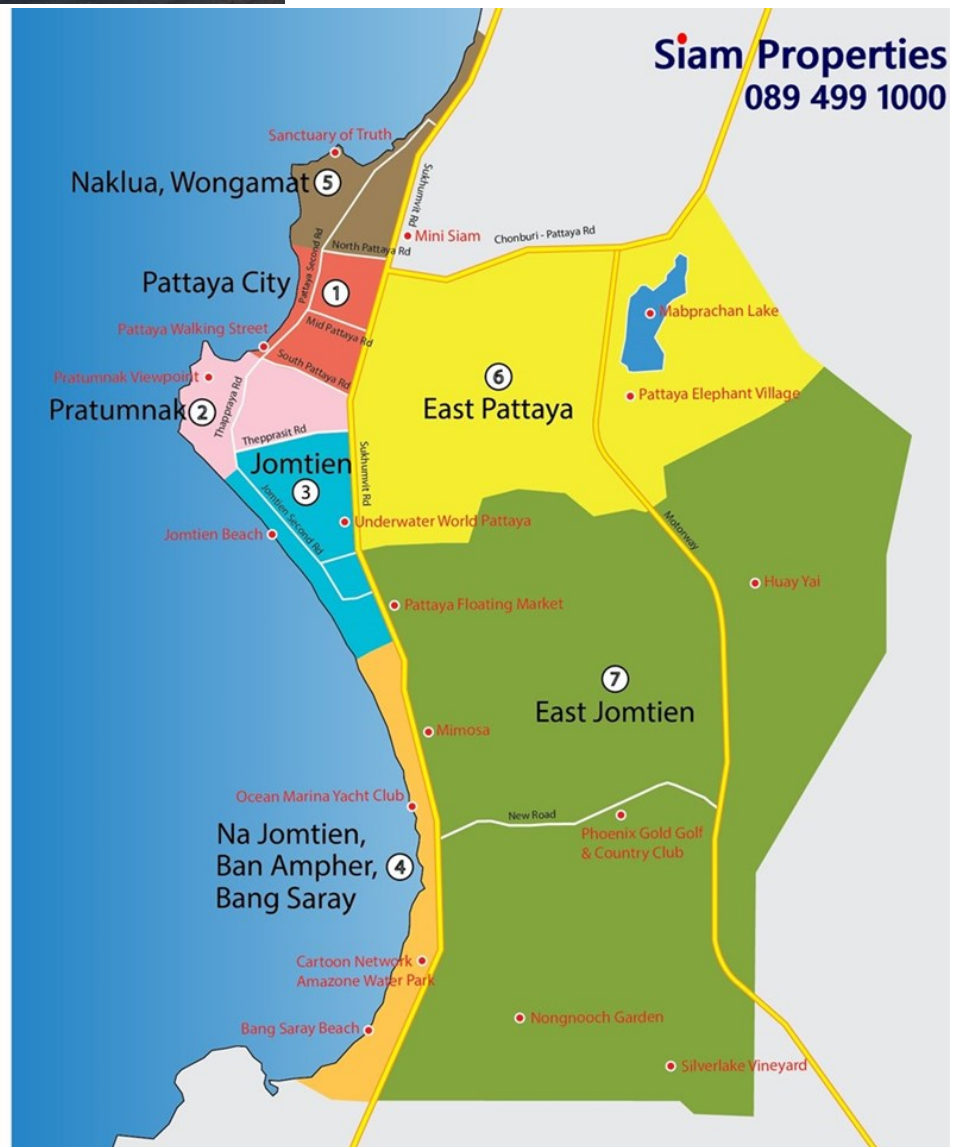 Siam Properties
089 499 1000
Sanctuary of Truth
Naklua, Wongamat 5
Sukhumvit Rd
Mini Siam
Chonburi - Pattaya Rd
North Pattaya Rd
Pattaya Second Rd
Pattaya City
1
Mabprachan Lake
Mid Pattaya Rd
Pattaya Walking Street
South Pattaya Rd
Pratumnak Viewpoint
6
East Pattaya
Pattaya Elephant Village
Pratumnak 2
Thappraya Rd
Thepprasit Rd
Sukhumvit Rd
Jomtien
3
Jomtien Second Rd
Underwater World Pattaya
Jomtien Beach
Motorway
Huay Yai
Pattaya Floating Market
7
East Jomtien
Mimosa
Ocean Marina Yacht Club
New Road
Phoenix Gold Golf
& Country Club
Na Jomtien,
Ban Ampher, 4
Bang Saray
Cartoon Network
Amazone Water Park
Nongnooch Garden
Bang Saray Beach
Silverlake Vineyard